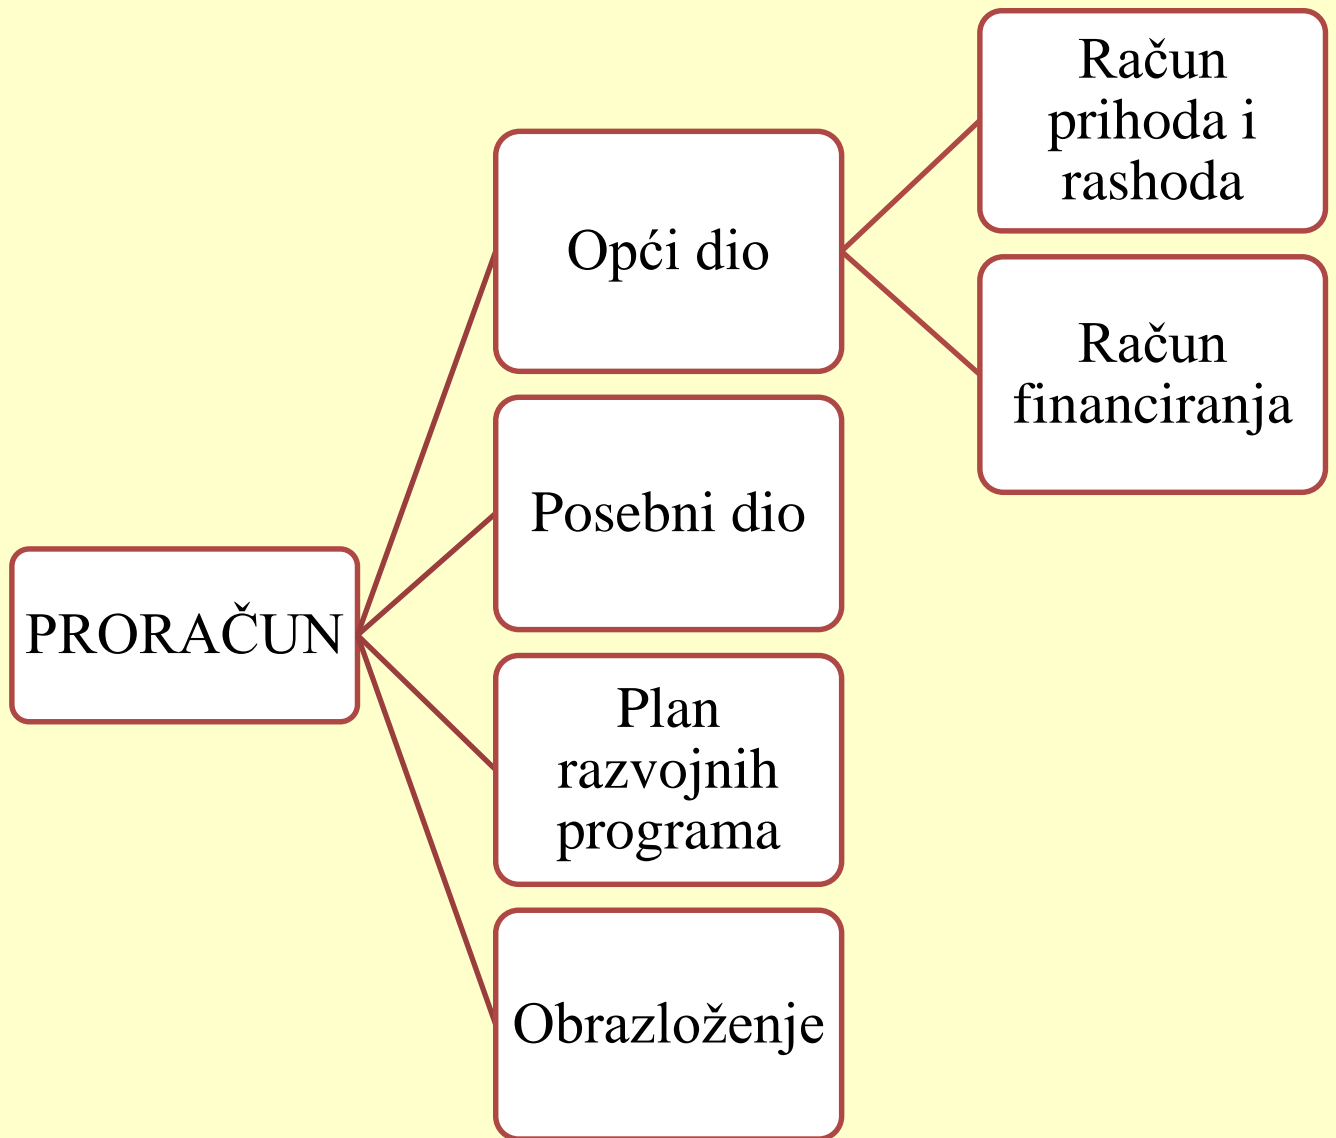 PRORAČUN
Opći dio
Račun
prihoda i
rashoda
Račun
financiranja
Posebni dio
Plan
razvojnih
programa
Obrazloženje